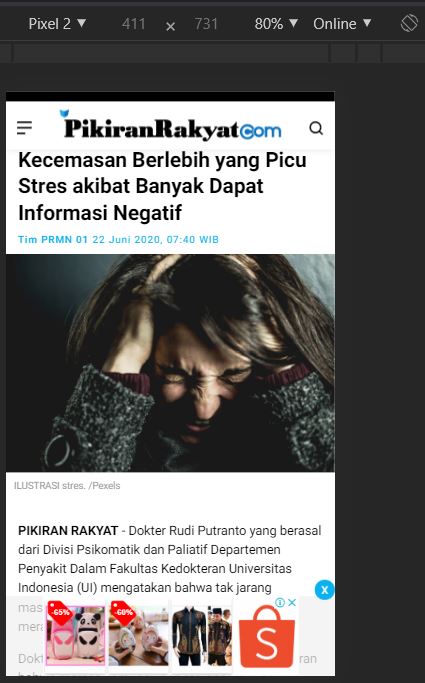 Pixel 2 ▼ 411 × 731 80% ▼ Online ▼
PikiranRakyat.com
Kecemasan Berlebih yang Picu
Stres akibat Banyak Dapat
Informasi Negatif
Tim PRMN 01 22 Juni 2020, 07:40 WIB
ILUSTRASI stres. /Pexels
PIKIRAN RAKYAT - Dokter Rudi Putranto yang berasal
dari Divisi Psikomatik dan Paliatif Departemen
Penyakit Dalam Fakultas Kedokteran Universitas
Indonesia (UI) mengatakan bahwa tak jarang
X
mas
mera
-65%
-60%
S
Dokt
ran